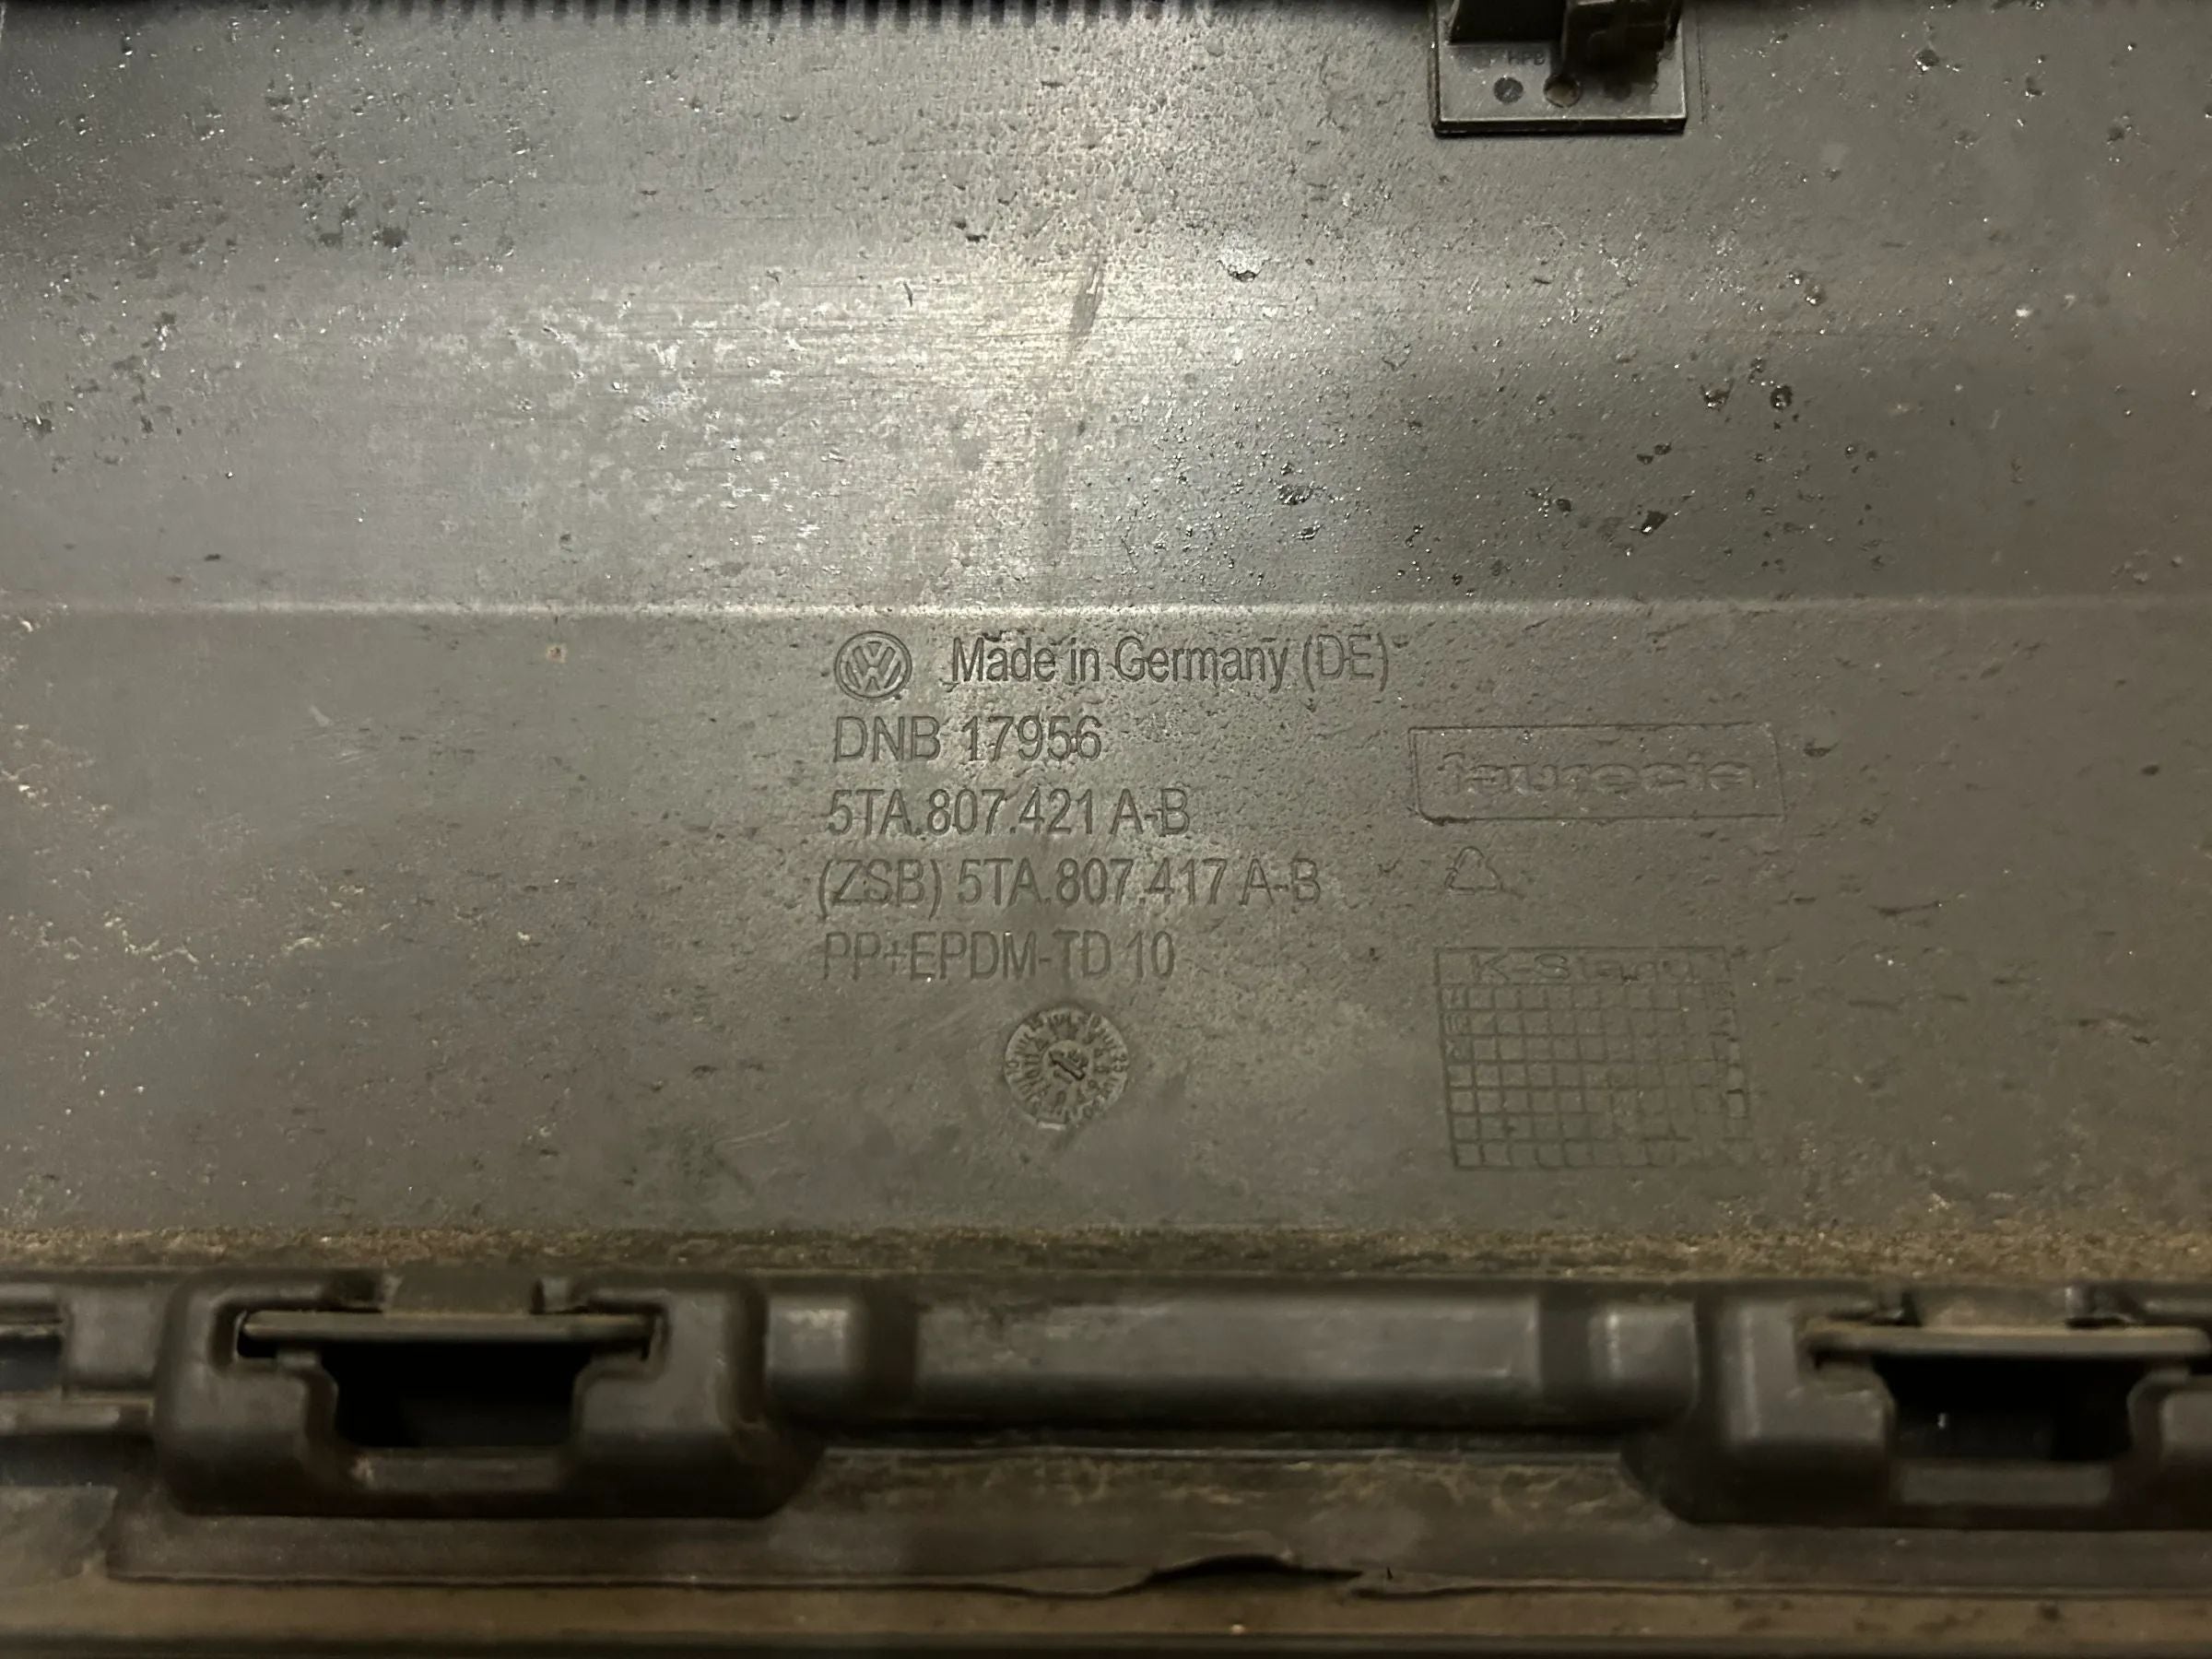 Made in Germany (DE)
DNB 17956
5TA.807.421 A-B
(ZSB) 5TA.807.417 A-B
PP+EPDM-TD 10
faurecia